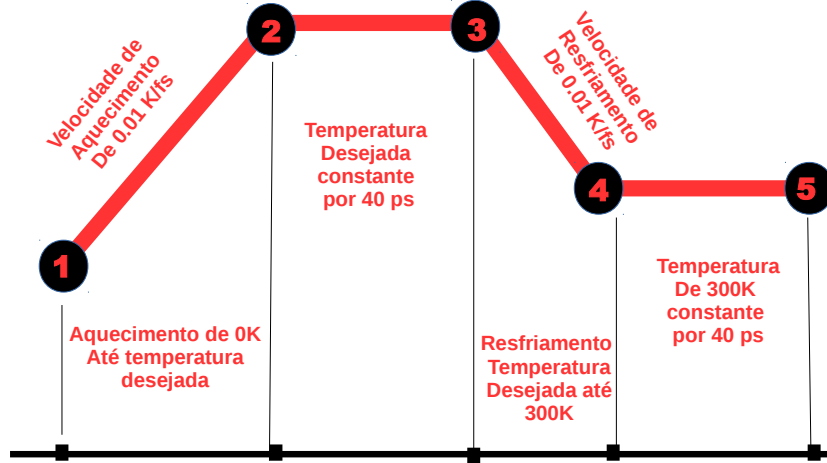 1
2
3
4
5
Velocidade de
Aquecimento
De 0.01 K/fs
Temperatura
Desejada
constante
por 40 ps
Velocidade de
Resfriamento
De 0.01 K/fs
Aquecimento de 0K
Até temperatura
desejada
Resfriamento
Temperatura
Desejada até
300K
Temperatura
De 300K
constante
por 40 ps